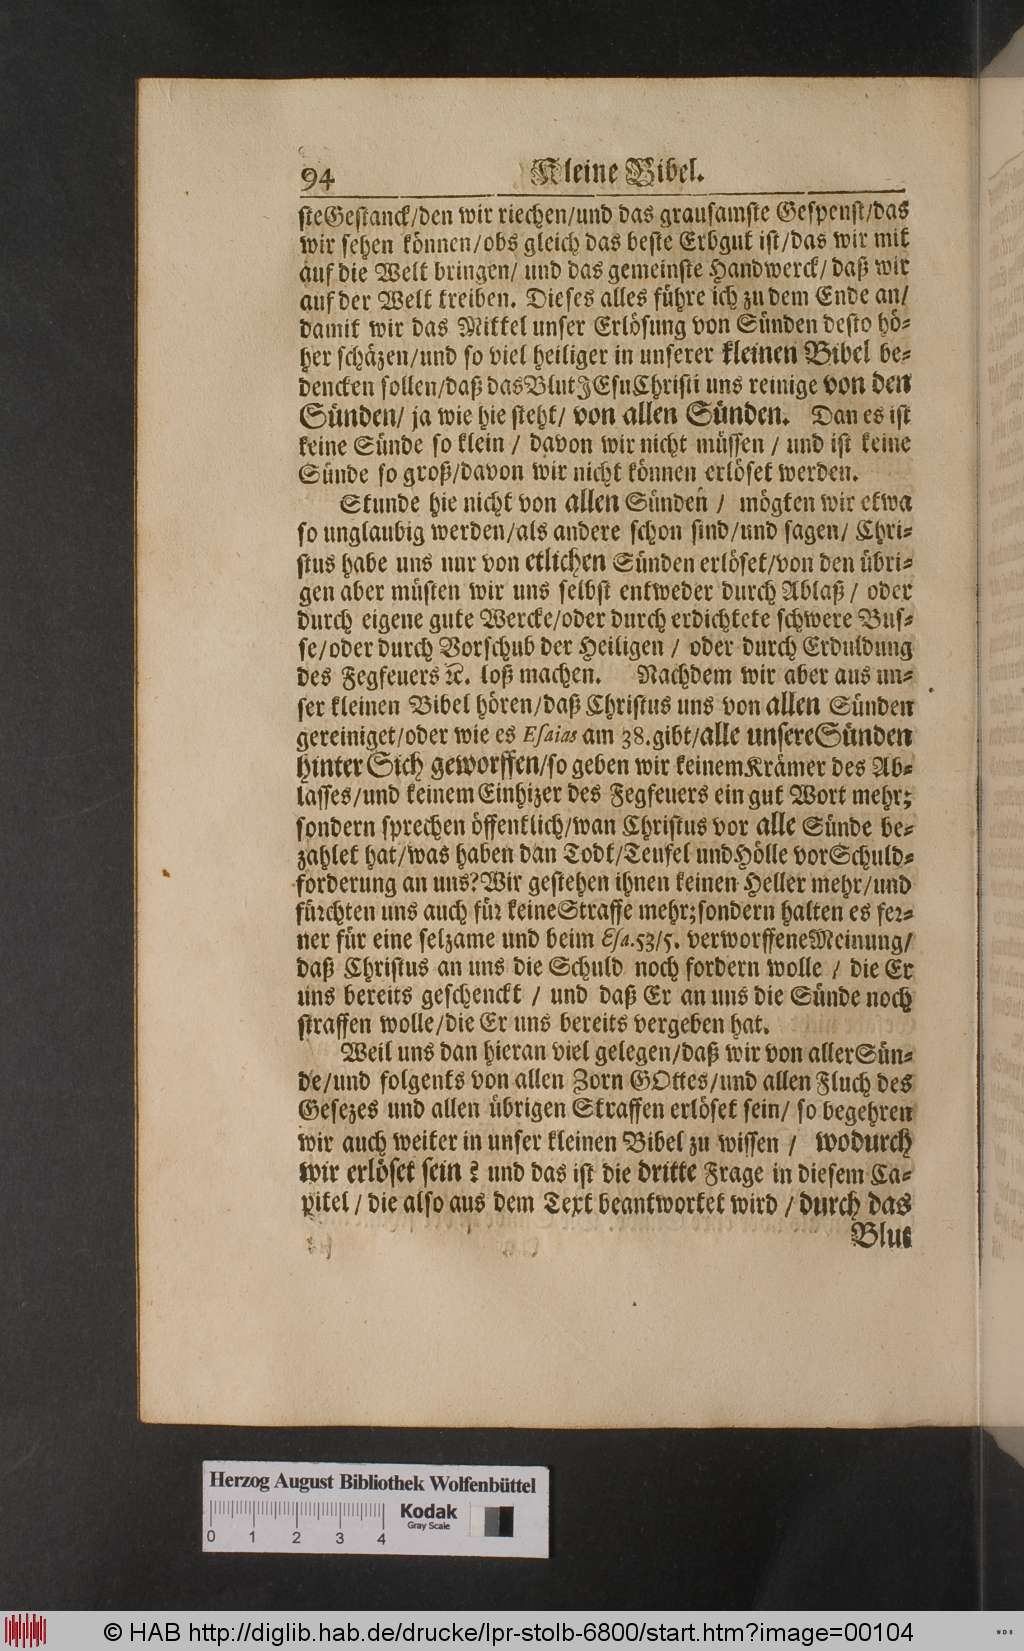 94 Kleine Bibel.
ste Gestanck/den wir riechen/und das grausamste Gespenst/das
wir sehen können/obs gleich das beste Erbgut ist/das wir mit
auf die Welt bringen/ und das gemeinste Handwerck/ daß wir
auf der Welt treiben. Dieses alles führe ich zu dem Ende an/
damit wir das Mittel unser Erlösung von Sünden desto hö-
her schäzen/und so viel heiliger in unserer kleinen Bibel be-
dencken sollen/daß das Blut JEsu Christi uns reinige von den
Sünden/ ja wie hie steht/ von allen Sünden. Dan es ist
keine Sünde so klein / davon wir nicht müssen / und ist keine
Sünde so groß/davon wir nicht können erlöset werden.
Stunde hie nicht von allen Sünden / mögten wir etwa
so unglaubig werden/als andere schon sind/und sagen/ Chri-
stus habe uns nur von etlichen Sünden erlöset/von den übri-
gen aber müsten wir uns selbst entweder durch Ablaß / oder
durch eigene gute Wercke/oder durch erdichtete schwere Bus-
se/oder durch Vorschub der Heiligen / oder durch Erduldung
des Fegfeuers ꝛc. loß machen. Nachdem wir aber aus un-
ser kleinen Bibel hören/daß Christus uns von allen Sünden
gereiniget/oder wie es Esaias am 38. gibt/alle unsere Sünden
hinter Sich geworffen/so geben wir keinem Krämer des Ab-
lasses/und keinem Einhizer des Fegfeuers ein gut Wort mehr;
sondern sprechen öffentlich/wan Christus vor alle Sünde be-
zahlet hat/was haben dan Todt/Teufel und Hölle vor Schuld-
forderung an uns? Wir gestehen ihnen keinen Heller mehr/und
fürchten uns auch für keine Straffe mehr; sondern halten es fer-
ner für eine selzame und beim Esa. 53/5. verworffene Meinung/
daß Christus an uns die Schuld noch fordern wolle / die Er
uns bereits geschenckt / und daß Er an uns die Sünde noch
straffen wolle/die Er uns bereits vergeben hat.
Weil uns dan hieran viel gelegen/daß wir von aller Sün-
de/und folgents von allen Zorn GOttes/und allen Fluch des
Gesezes und allen übrigen Straffen erlöset sein/ so begehren
wir auch weiter in unser kleinen Bibel zu wissen / wodurch
wir erlöset sein? und das ist die dritte Frage in diesem Ca-
pitel / die also aus dem Text beantwortet wird / durch das
Blut
Herzog August Bibliothek Wolfenbüttel
Kodak
Gray Scale
0 1 2 3 4
© HAB http://diglib.hab.de/drucke/lpr-stolb-6800/start.htm?image=00104
WDB